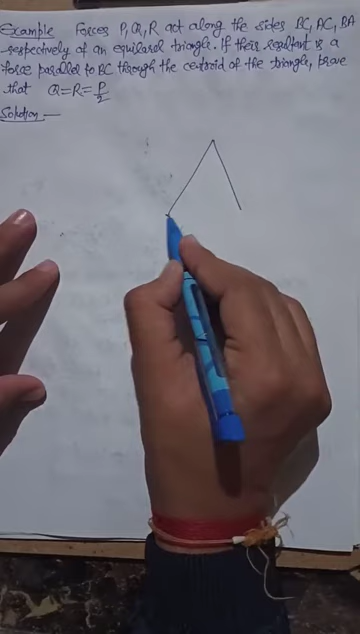 Example Forces P, Q, R act along the sides BC, AC, BA
respectively of an equilarel triangle. If their resultant is a
force parallel to BC through the centroid of the triangle, prove
that Q = R = P/2
Solution —